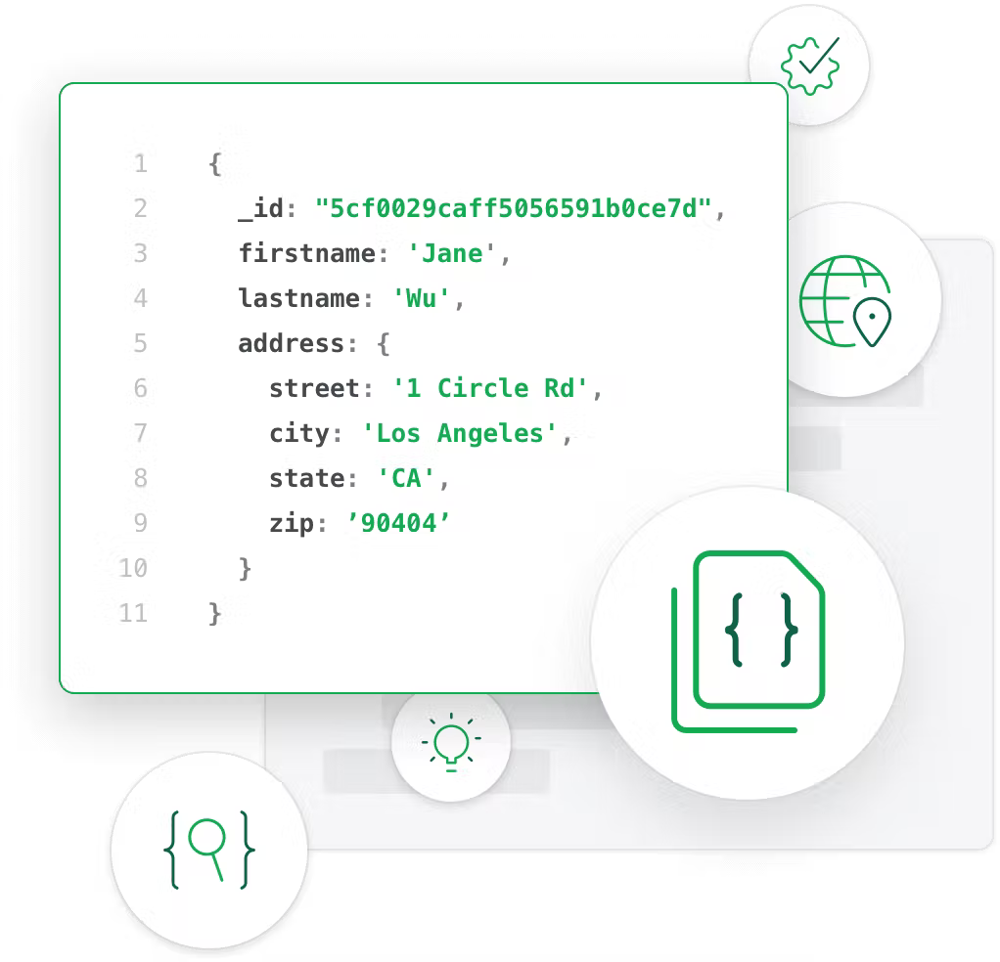 1 {
2 _id: "5cf0029caff5056591b0ce7d",
3 firstname: 'Jane',
4 lastname: 'Wu',
5 address: {
6 street: '1 Circle Rd',
7 city: 'Los Angeles',
8 state: 'CA',
9 zip: ’90404’
10 }
11 }
{ }
{ }